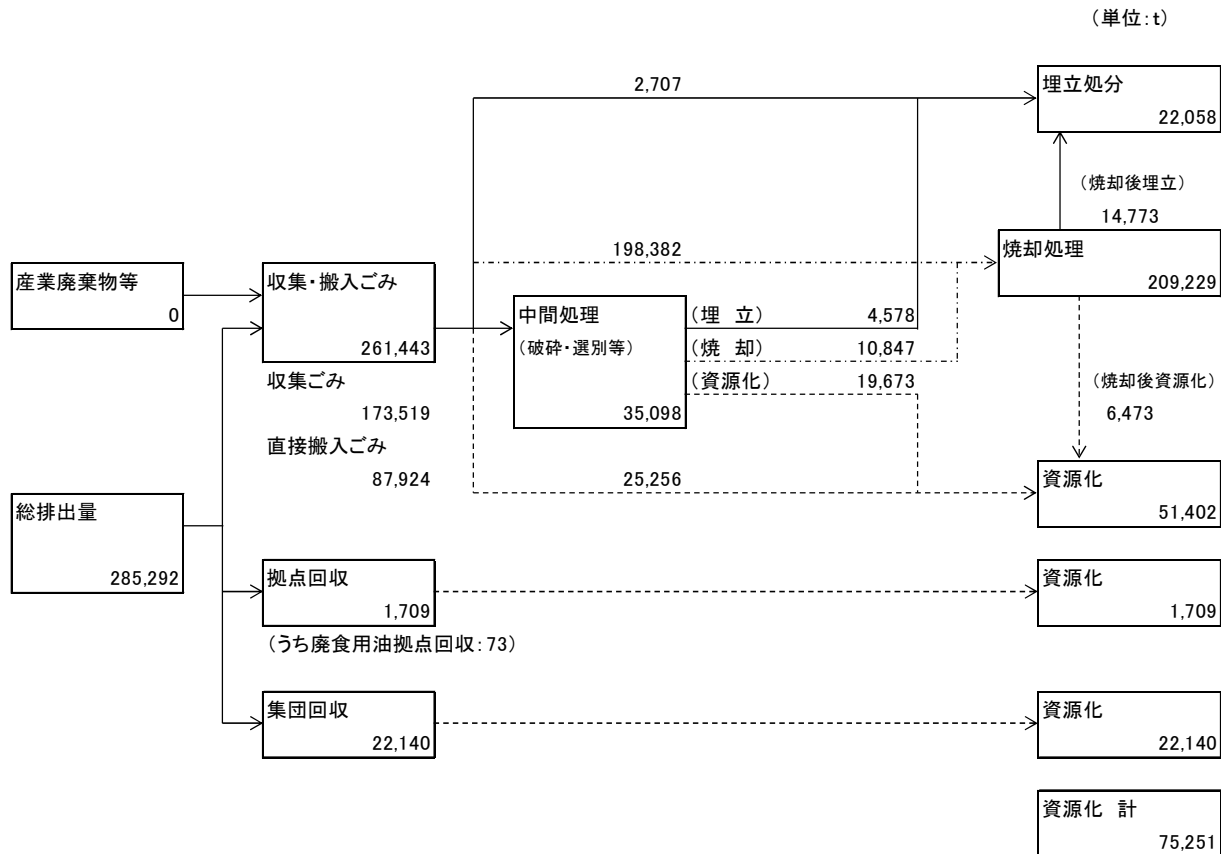 （単位：t）
2,707
埋立処分
22,058
（焼却後埋立）
14,773
198,382
焼却処理
209,229
産業廃棄物等
0
収集・搬入ごみ
261,443
中間処理
（破砕・選別等）
35,098
（埋　立）　4,578
（焼　却）　10,847
（資源化）　19,673
収集ごみ
173,519
直接搬入ごみ
87,924
（焼却後資源化）
6,473
25,256
資源化
51,402
総排出量
285,292
拠点回収
1,709
（うち廃食用油拠点回収：73）
資源化
1,709
集団回収
22,140
資源化
22,140
資源化　計
75,251